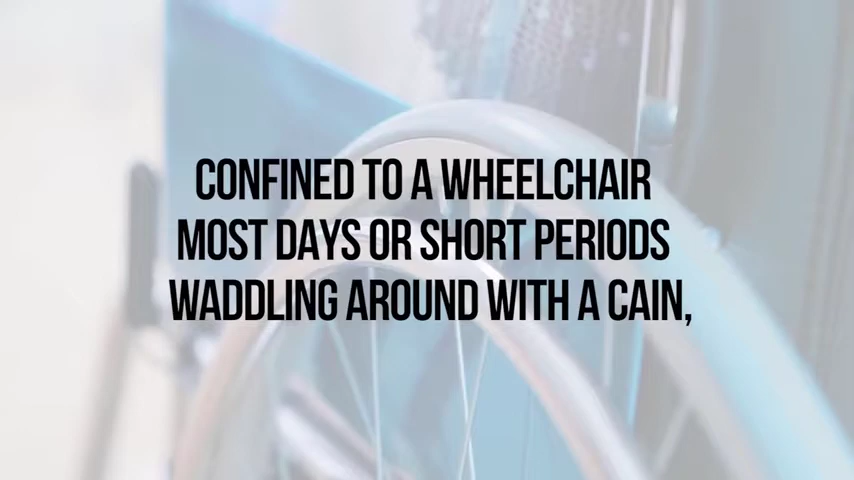 CONFINED TO A WHEELCHAIR
MOST DAYS OR SHORT PERIODS
WADDLING AROUND WITH A CAIN,